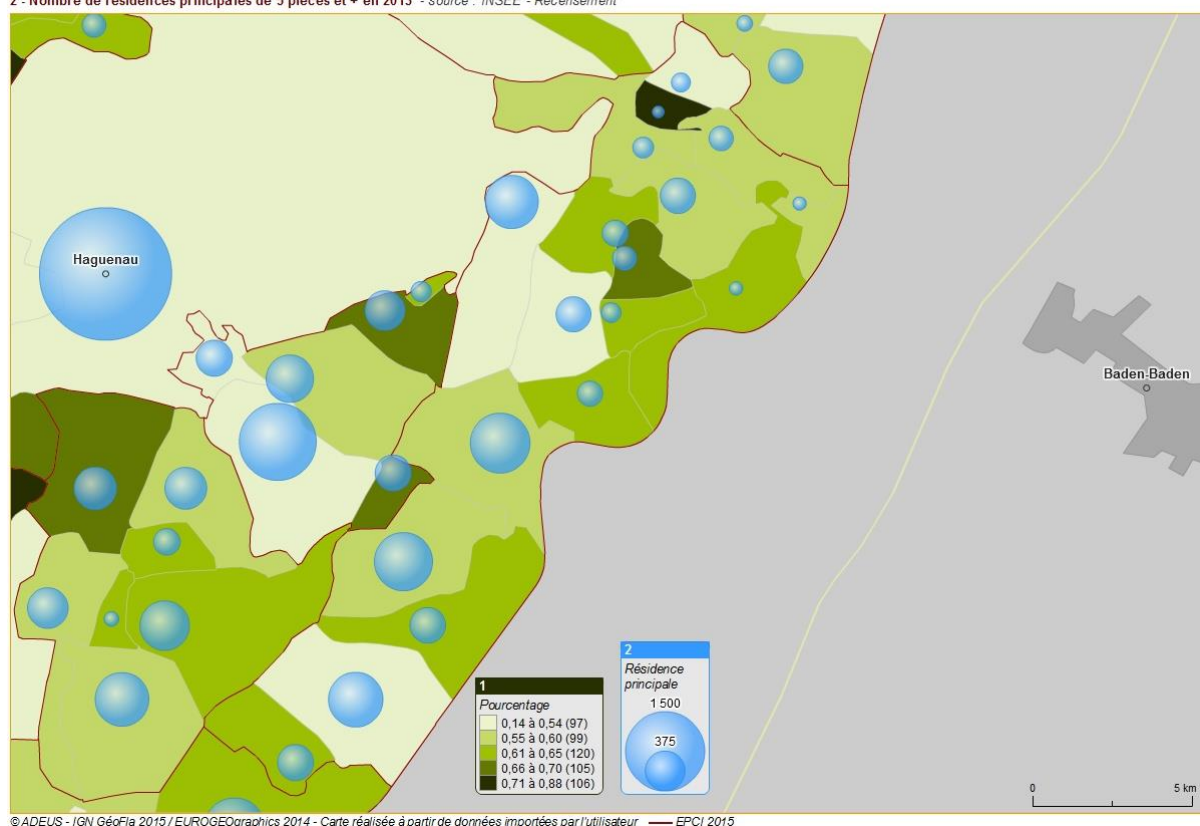 2 - Nombre de résidences principales de 5 pièces et + en 2015 - source : INSEE - Recensement
Haguenau
Baden-Baden
1
Pourcentage
0,14 à 0,54 (97)
0,55 à 0,60 (99)
0,61 à 0,65 (120)
0,66 à 0,70 (105)
0,71 à 0,88 (106)
2
Résidence
principale
1 500
375
0 5 km
© ADEUS - IGN GéoFla 2015 / EUROGEOgraphics 2014 - Carte réalisée à partir de données importées par l'utilisateur EPCI 2015